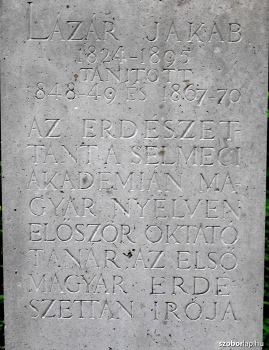 LÁZÁR JAKAB
1824-1895
TANÍTOTT
1848-49 ÉS 1867-70
AZ ERDÉSZET-
TANT A SELMECI
AKADÉMIÁN MA-
GYAR NYELVEN
ELŐSZÖR OKTATÓ
TANÁR, AZ ELSŐ
MAGYAR ERDÉ-
SZETTAN ÍRÓJA
szoborlap.hu